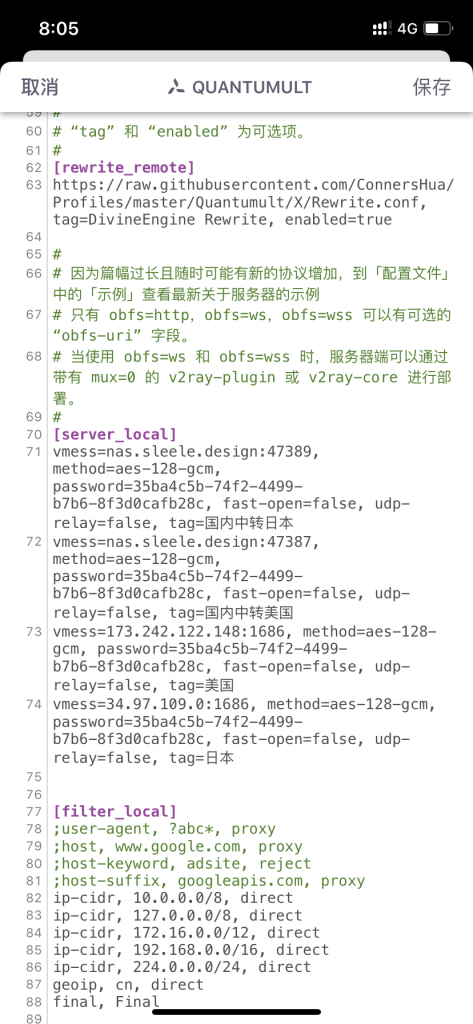 8:05
4G
取消
QUANTUMULT
保存
59 #
60 # “tag” 和 “enabled” 为可选项。
61 #
62 [rewrite_remote]
63 https://raw.githubusercontent.com/ConnersHua/
Profiles/master/Quantumult/X/Rewrite.conf,
tag=DivineEngine Rewrite, enabled=true
64
65 #
66 # 因为篇幅过长且随时可能有新的协议增加，到「配置文件」
中的「示例」查看最新关于服务器的示例
67 # 只有 obfs=http，obfs=ws，obfs=wss 可以有可选的
“obfs-uri” 字段。
68 # 当使用 obfs=ws 和 obfs=wss 时，服务器端可以通过
带有 mux=0 的 v2ray-plugin 或 v2ray-core 进行部
署。
69 #
70 [server_local]
71 vmess=nas.sleele.design:47389,
method=aes-128-gcm,
password=35ba4c5b-74f2-4499-
b7b6-8f3d0cafb28c, fast-open=false, udp-
relay=false, tag=国内中转日本
72 vmess=nas.sleele.design:47387,
method=aes-128-gcm,
password=35ba4c5b-74f2-4499-
b7b6-8f3d0cafb28c, fast-open=false, udp-
relay=false, tag=国内中转美国
73 vmess=173.242.122.148:1686, method=aes-128-
gcm, password=35ba4c5b-74f2-4499-
b7b6-8f3d0cafb28c, fast-open=false, udp-
relay=false, tag=美国
74 vmess=34.97.109.0:1686, method=aes-128-gcm,
password=35ba4c5b-74f2-4499-
b7b6-8f3d0cafb28c, fast-open=false, udp-
relay=false, tag=日本
75
76
77 [filter_local]
78 ;user-agent, ?abc*, proxy
79 ;host, www.google.com, proxy
80 ;host-keyword, adsite, reject
81 ;host-suffix, googleapis.com, proxy
82 ip-cidr, 10.0.0.0/8, direct
83 ip-cidr, 127.0.0.0/8, direct
84 ip-cidr, 172.16.0.0/12, direct
85 ip-cidr, 192.168.0.0/16, direct
86 ip-cidr, 224.0.0.0/24, direct
87 geoip, cn, direct
88 final, Final
89